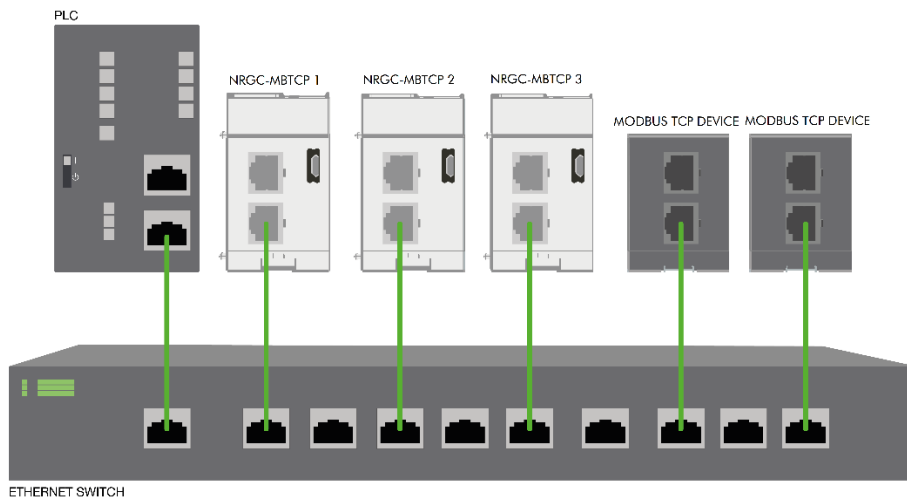 PLC
NRGC-MBTCP 1
NRGC-MBTCP 2
NRGC-MBTCP 3
MODBUS TCP DEVICE
MODBUS TCP DEVICE
ETHERNET SWITCH